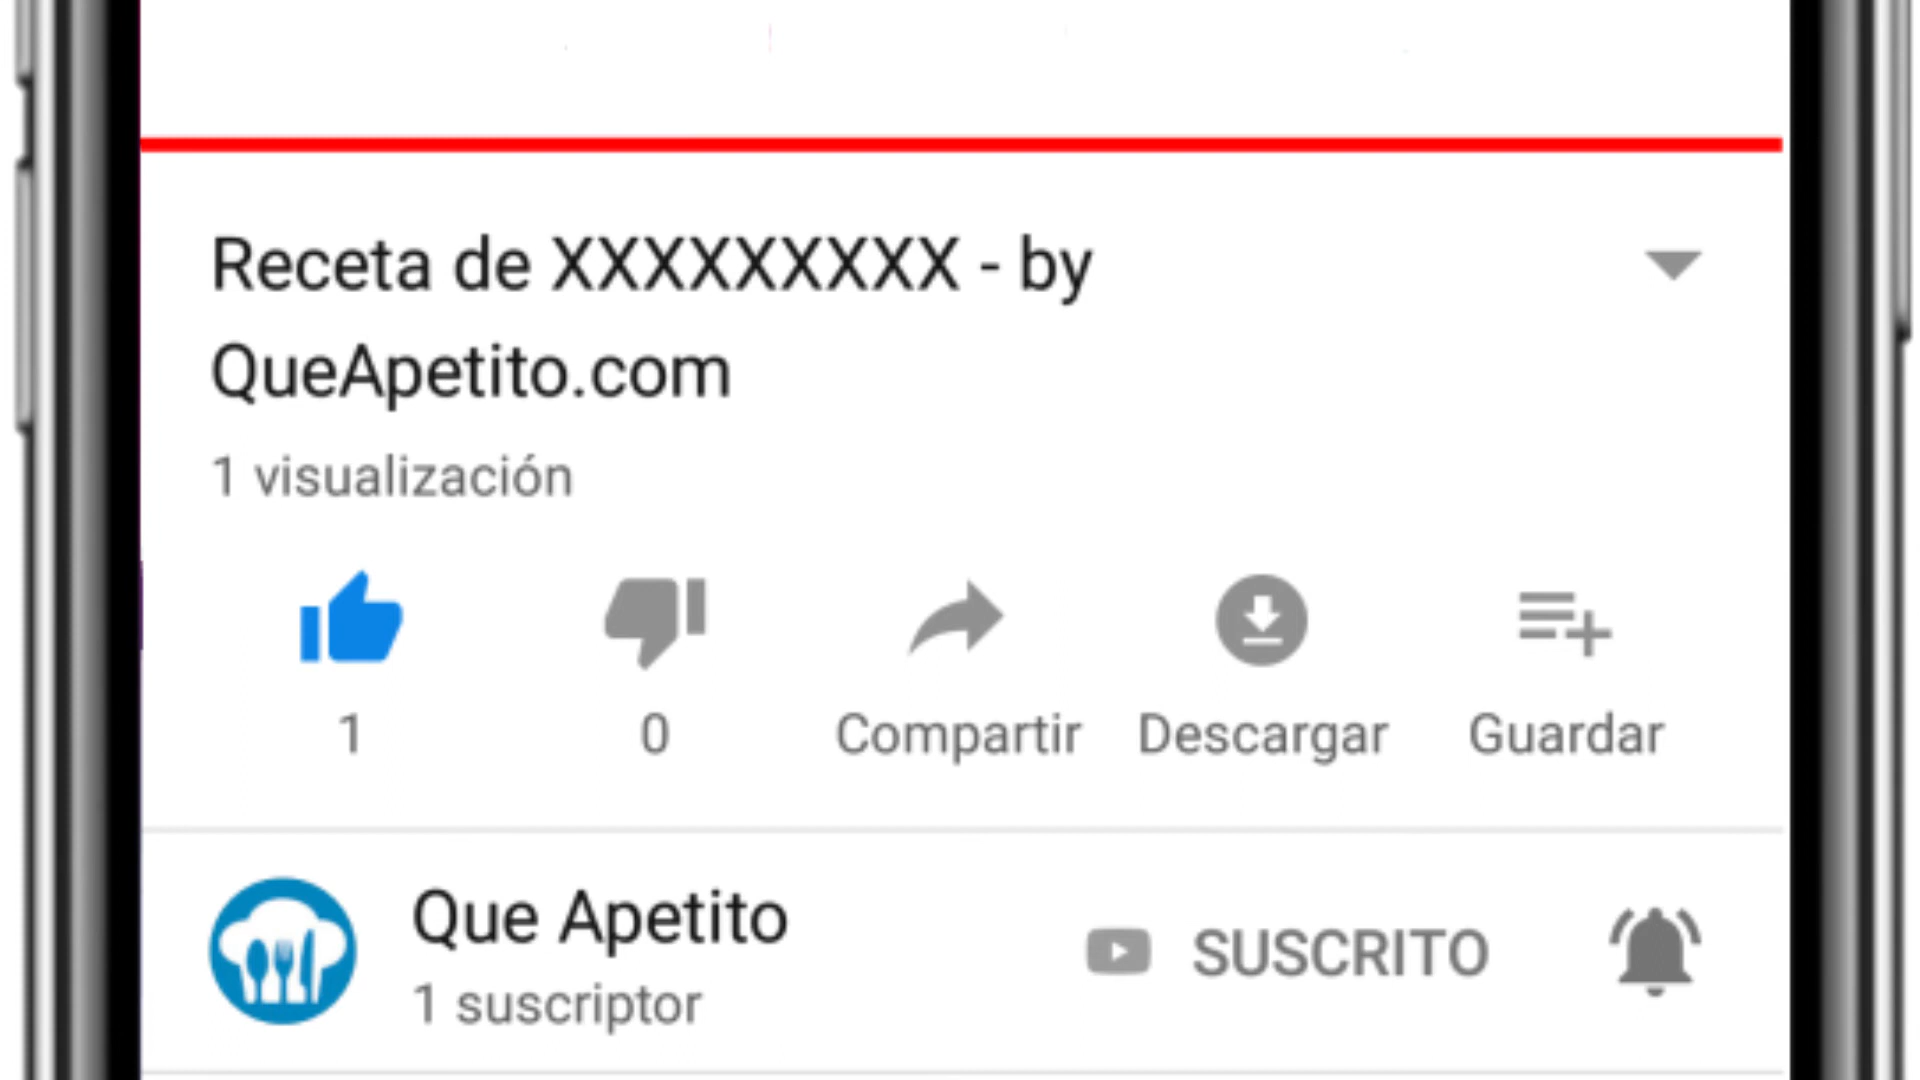 Receta de XXXXXXXXX - by
QueApetito.com
1 visualización
1 0 Compartir Descargar Guardar
Que Apetito
SUSCRITO
1 suscriptor